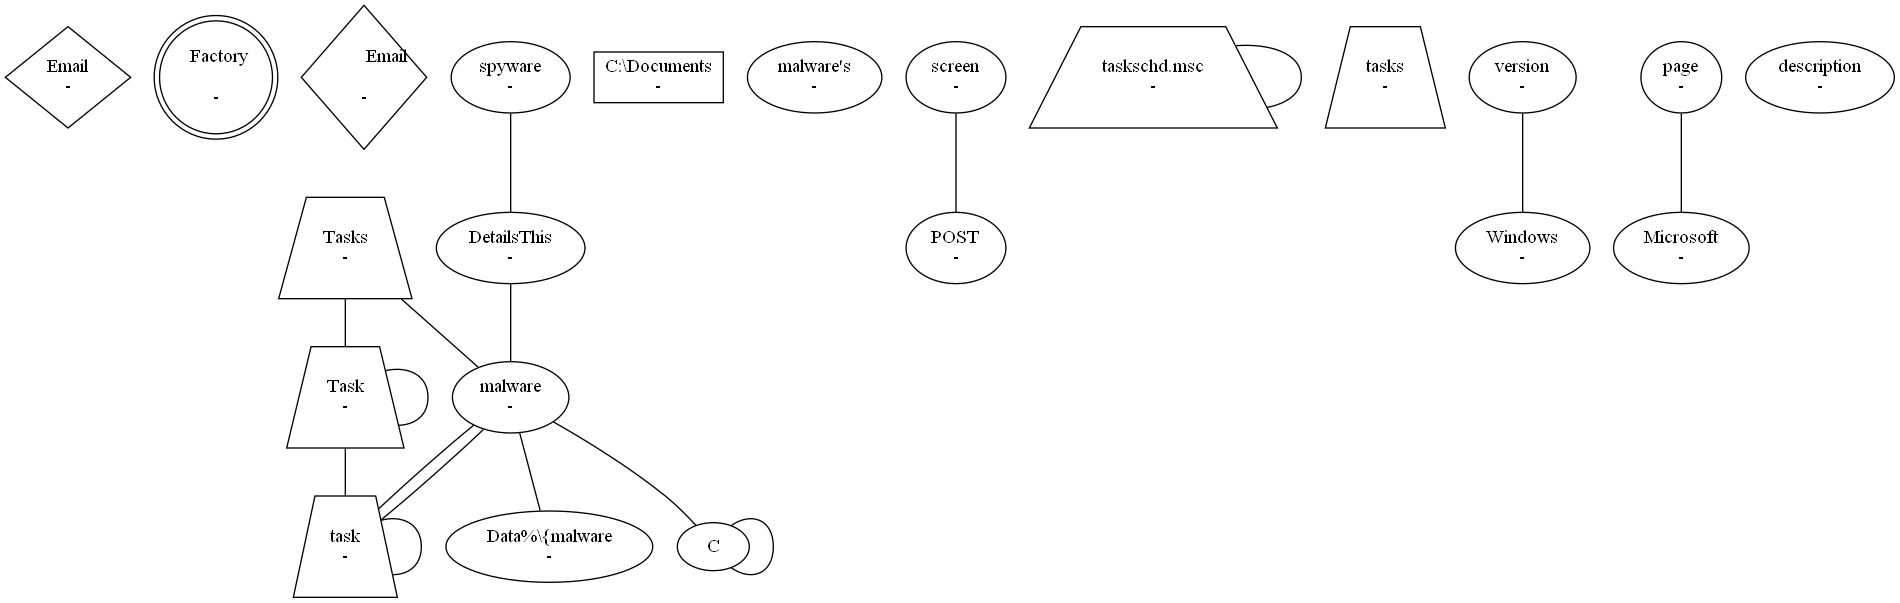 Email
-
Factory
-
Email
-
spyware
-
C:\Documents
-
malware's
-
screen
-
taskschd.msc
-
tasks
-
version
-
page
-
description
-
Tasks
-
DetailsThis
-
POST
-
Windows
-
Microsoft
-
Task
-
malware
-
task
-
Data%\{malware
-
C